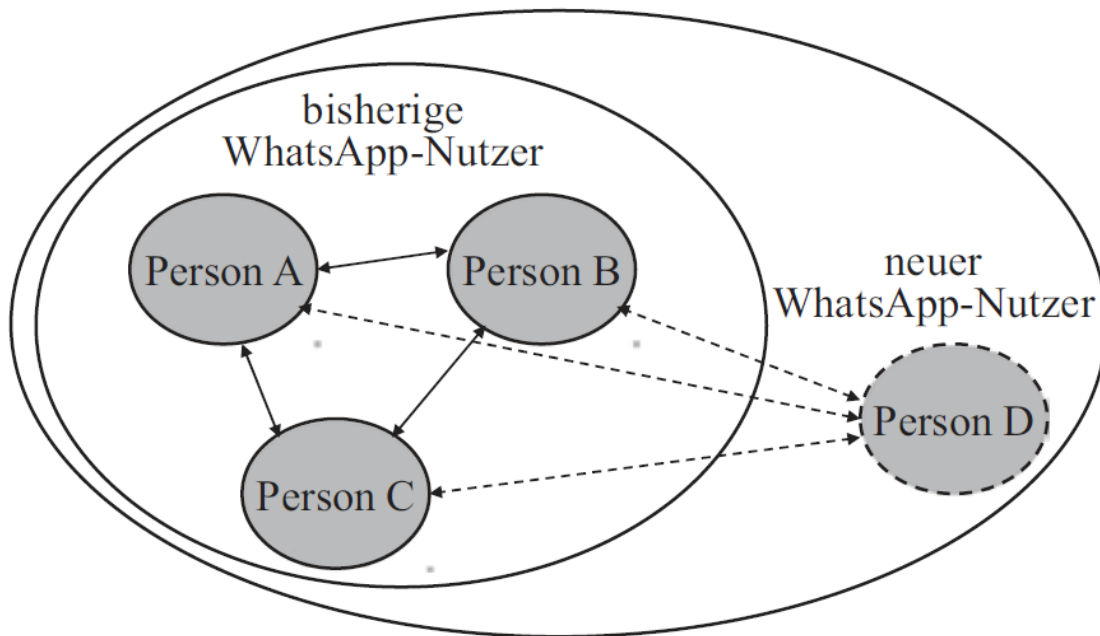 bisherige
WhatsApp-Nutzer
Person A
Person B
neuer
WhatsApp-Nutzer
Person D
Person C